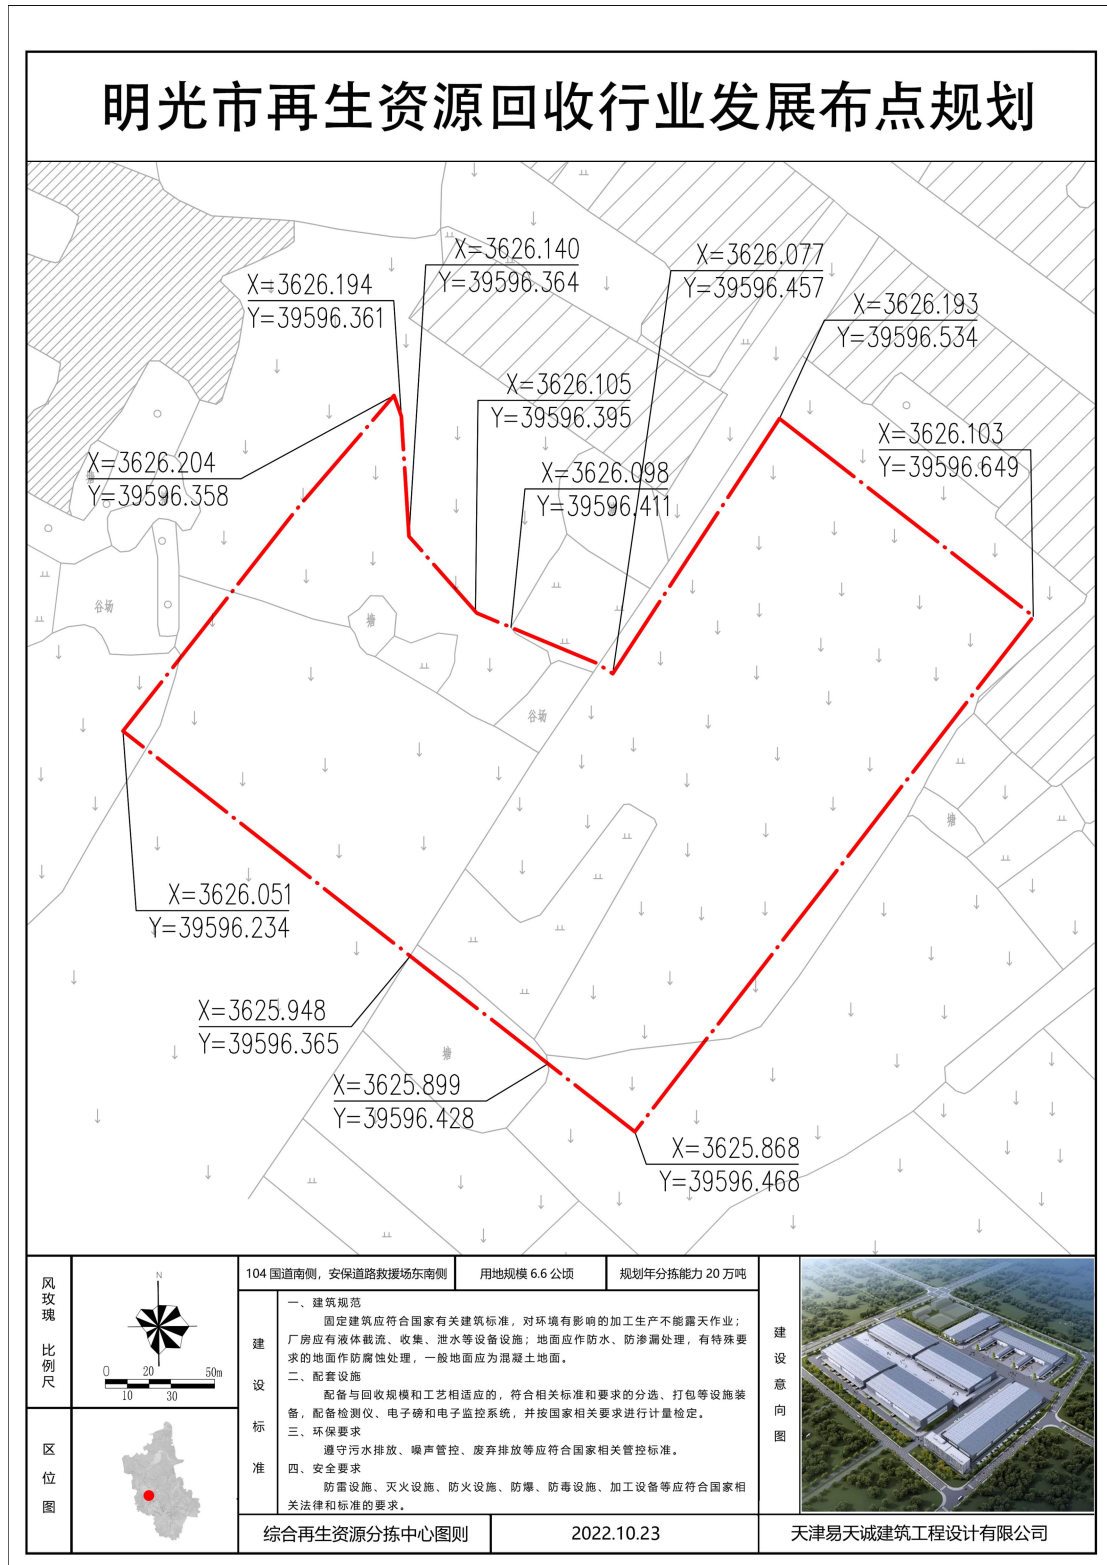 明光市再生资源回收行业发展布点规划
X=3626.140
Y=39596.364
X=3626.077
Y=39596.457
X=3626.194
Y=39596.361
X=3626.193
Y=39596.534
X=3626.105
Y=39596.395
X=3626.103
Y=39596.649
X=3626.204
Y=39596.358
X=3626.098
Y=39596.411
塘
谷场
塘
谷场
塘
X=3626.051
Y=39596.234
X=3625.948
Y=39596.365
塘
X=3625.899
Y=39596.428
X=3625.868
Y=39596.468
风玫瑰 比例尺
N
0 20 50m
10 30
区位图
104 国道南侧，安保道路救援场东南侧
用地规模 6.6 公顷
规划年分拣能力 20 万吨
建设标准
一、建筑规范
固定建筑应符合国家有关建筑标准，对环境有影响的加工生产不能露天作业；
厂房应有液体截流、收集、泄水等设备设施；地面应作防水、防渗漏处理，有特殊要
求的地面作防腐蚀处理，一般地面应为混凝土地面。
二、配套设施
配备与回收规模和工艺相适应的，符合相关标准和要求的分选、打包等设施装
备，配备检测仪、电子磅和电子监控系统，并按国家相关要求进行计量检定。
三、环保要求
遵守污水排放、噪声管控、废弃排放等应符合国家相关管控标准。
四、安全要求
防雷设施、灭火设施、防火设施、防爆、防毒设施、加工设备等应符合国家相
关法律和标准的要求。
建设意向图
综合再生资源分拣中心图则
2022.10.23
天津易天诚建筑工程设计有限公司